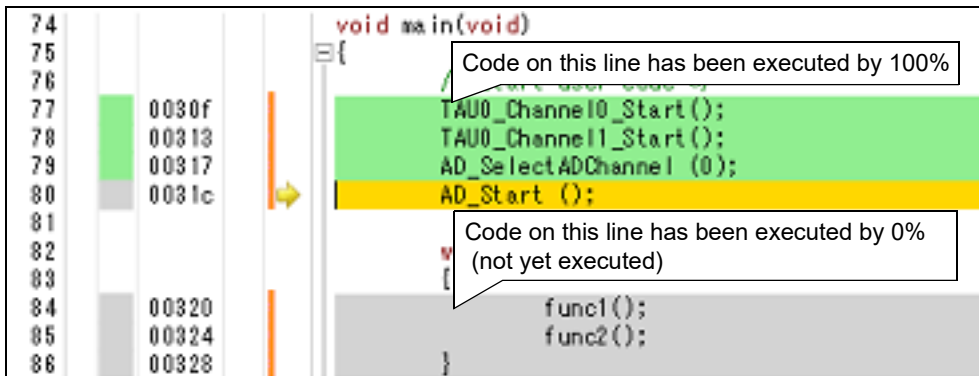 74 void main(void)
75 {
Code on this line has been executed by 100%
76 /
77 0030f TAU0_Channel0_Start();
78 00313 TAU0_Channel1_Start();
79 00317 AD_SelectADChannel (0);
80 0031c AD_Start ();
81
Code on this line has been executed by 0%
(not yet executed)
82 w
83 {
84 00320 func1();
85 00324 func2();
86 00328 }